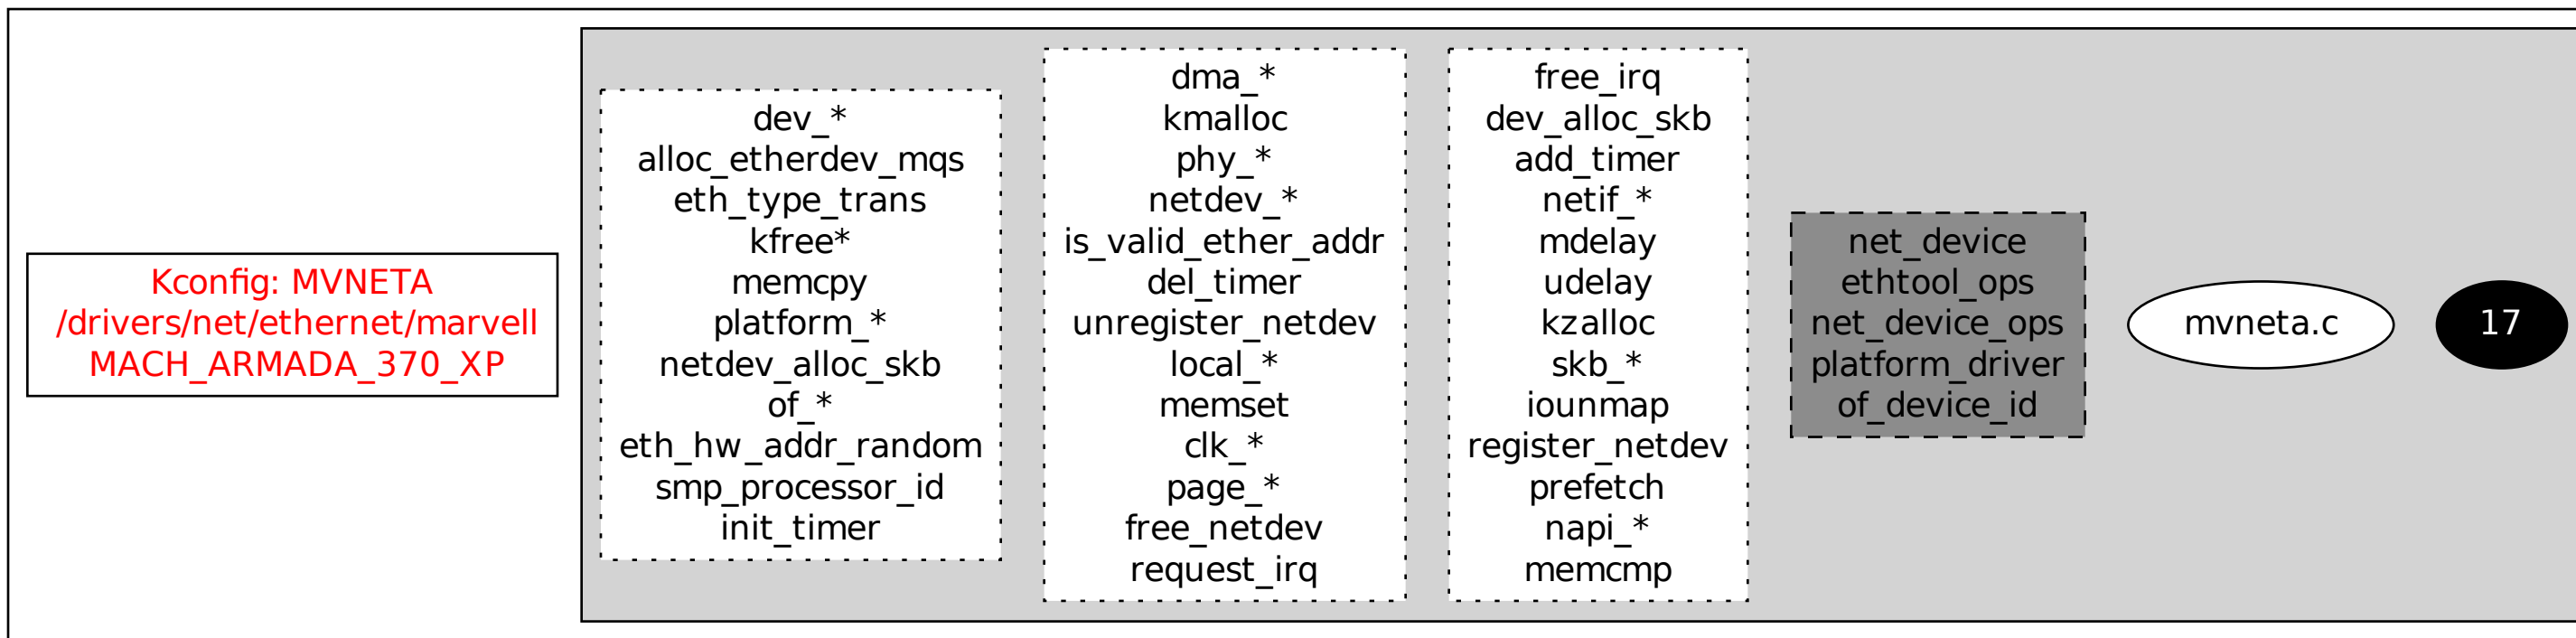 Kconfig: MVNETA
/drivers/net/ethernet/marvell
MACH_ARMADA_370_XP
dev_*
alloc_etherdev_mqs
eth_type_trans
kfree*
memcpy
platform_*
netdev_alloc_skb
of_*
eth_hw_addr_random
smp_processor_id
init_timer
dma_*
kmalloc
phy_*
netdev_*
is_valid_ether_addr
del_timer
unregister_netdev
local_*
memset
clk_*
page_*
free_netdev
request_irq
free_irq
dev_alloc_skb
add_timer
netif_*
mdelay
udelay
kzalloc
skb_*
iounmap
register_netdev
prefetch
napi_*
memcmp
net_device
ethtool_ops
net_device_ops
platform_driver
of_device_id
mvneta.c
17